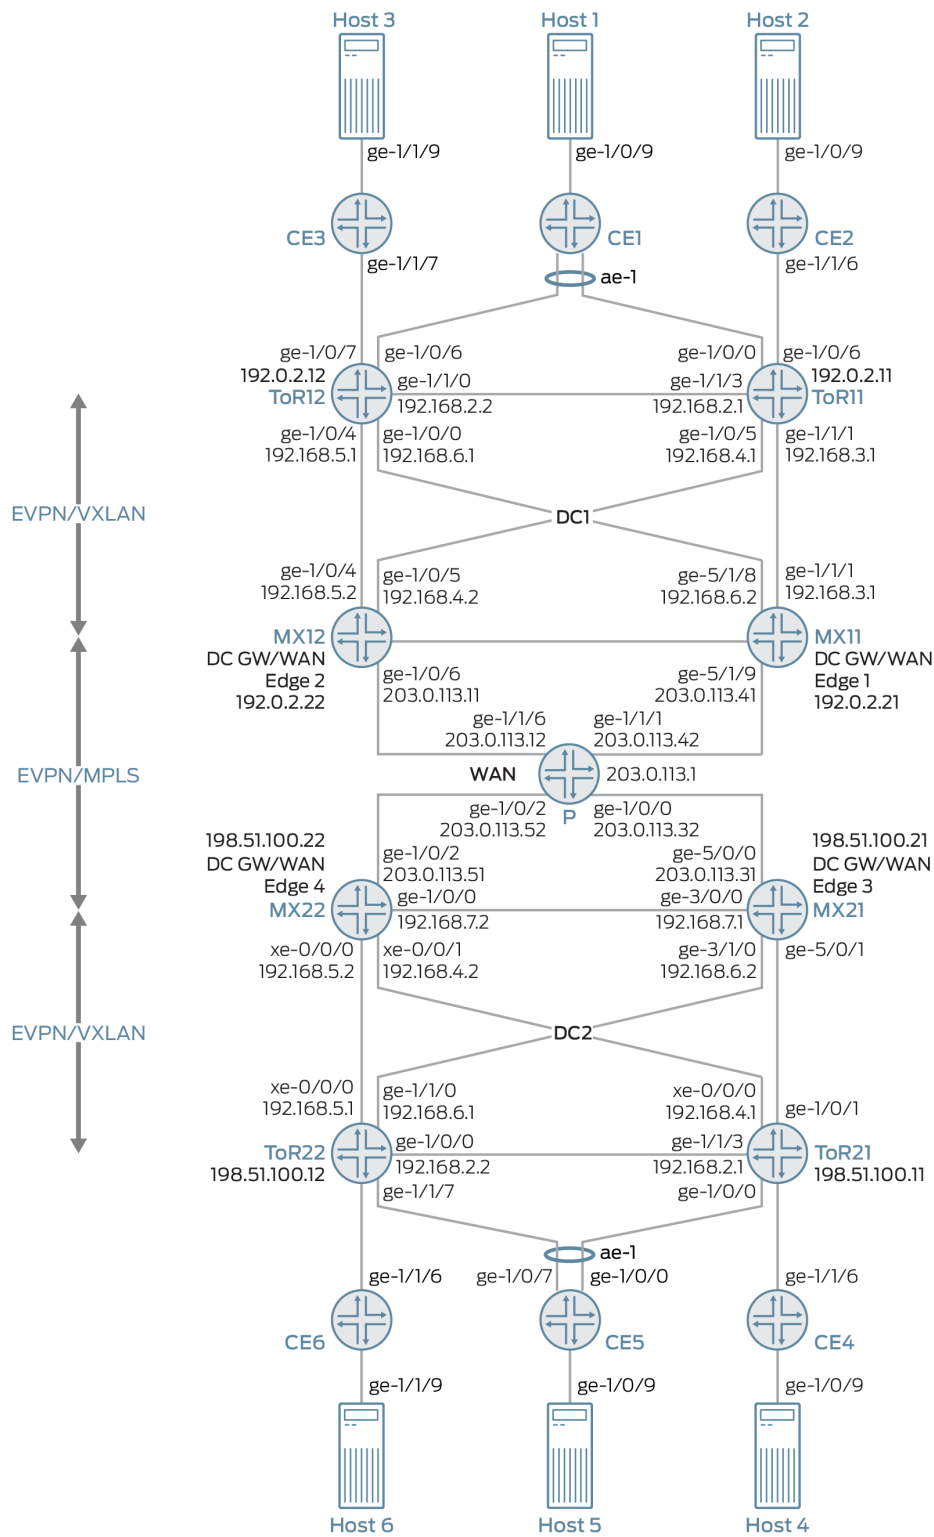 Host 3
Host 1
Host 2
ge-1/1/9
ge-1/0/9
ge-1/0/9
CE3
CE1
CE2
ge-1/1/7
ae-1
ge-1/1/6
ge-1/0/7
ge-1/0/6
ge-1/0/0
ge-1/0/6
192.0.2.12
192.0.2.11
ToR12
ge-1/1/0
ge-1/1/3
ToR11
192.168.2.2
192.168.2.1
ge-1/0/4
ge-1/0/0
ge-1/0/5
ge-1/1/1
192.168.5.1
192.168.6.1
192.168.4.1
192.168.3.1
EVPN/VXLAN
DC1
ge-1/0/4
ge-1/0/5
ge-5/1/8
ge-1/1/1
192.168.5.2
192.168.4.2
192.168.6.2
192.168.3.1
MX12
MX11
DC GW/WAN
Edge 2
192.0.2.22
DC GW/WAN
Edge 1
192.0.2.21
ge-1/0/6
203.0.113.11
ge-5/1/9
203.0.113.41
ge-1/1/6
203.0.113.12
ge-1/1/1
203.0.113.42
EVPN/MPLS
WAN
203.0.113.1
P
ge-1/0/2
203.0.113.52
ge-1/0/0
203.0.113.32
198.51.100.22
DC GW/WAN
Edge 4
MX22
198.51.100.21
DC GW/WAN
Edge 3
MX21
ge-1/0/2
203.0.113.51
ge-5/0/0
203.0.113.31
ge-1/0/0
192.168.7.2
ge-3/0/0
192.168.7.1
xe-0/0/0
192.168.5.2
xe-0/0/1
192.168.4.2
ge-3/1/0
192.168.6.2
ge-5/0/1
EVPN/VXLAN
DC2
xe-0/0/0
192.168.5.1
ge-1/1/0
192.168.6.1
xe-0/0/0
192.168.4.1
ge-1/0/1
ToR22
198.51.100.12
ge-1/0/0
192.168.2.2
ge-1/1/3
192.168.2.1
ToR21
198.51.100.11
ge-1/1/7
ge-1/0/0
ae-1
ge-1/1/6
ge-1/0/7
ge-1/0/0
ge-1/1/6
CE6
CE5
CE4
ge-1/1/9
ge-1/0/9
ge-1/0/9
Host 6
Host 5
Host 4